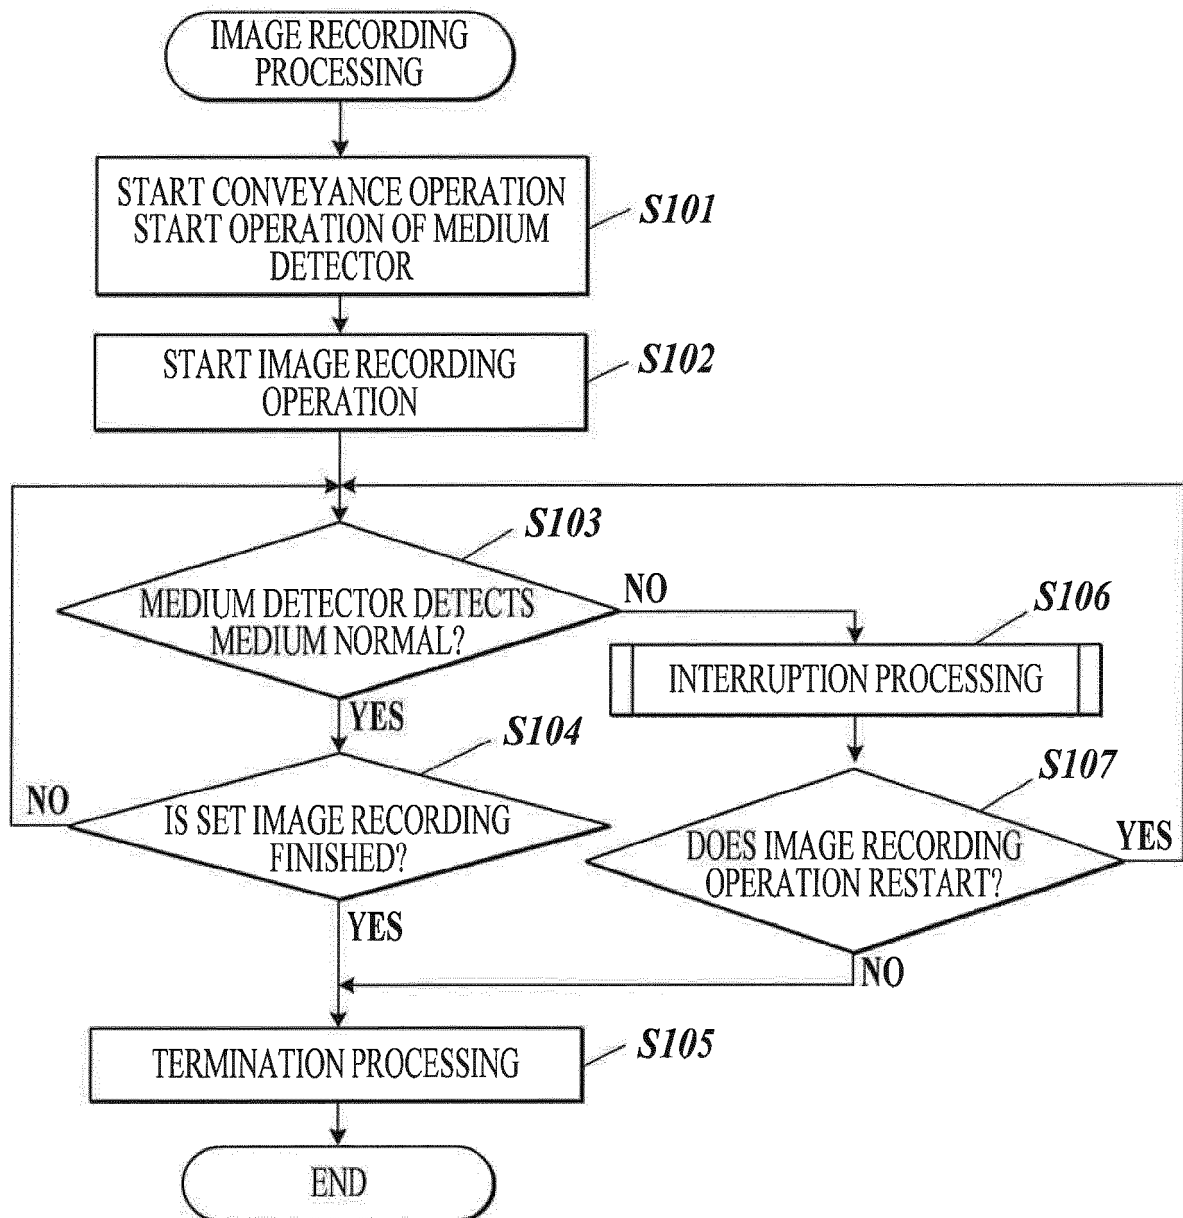 IMAGE RECORDING
PROCESSING
START CONVEYANCE OPERATION
START OPERATION OF MEDIUM
DETECTOR
S101
START IMAGE RECORDING
OPERATION
S102
S103
MEDIUM DETECTOR DETECTS
MEDIUM NORMAL?
NO
YES
S106
INTERRUPTION PROCESSING
S104
IS SET IMAGE RECORDING
FINISHED?
NO
YES
S107
DOES IMAGE RECORDING
OPERATION RESTART?
YES
NO
TERMINATION PROCESSING
S105
END